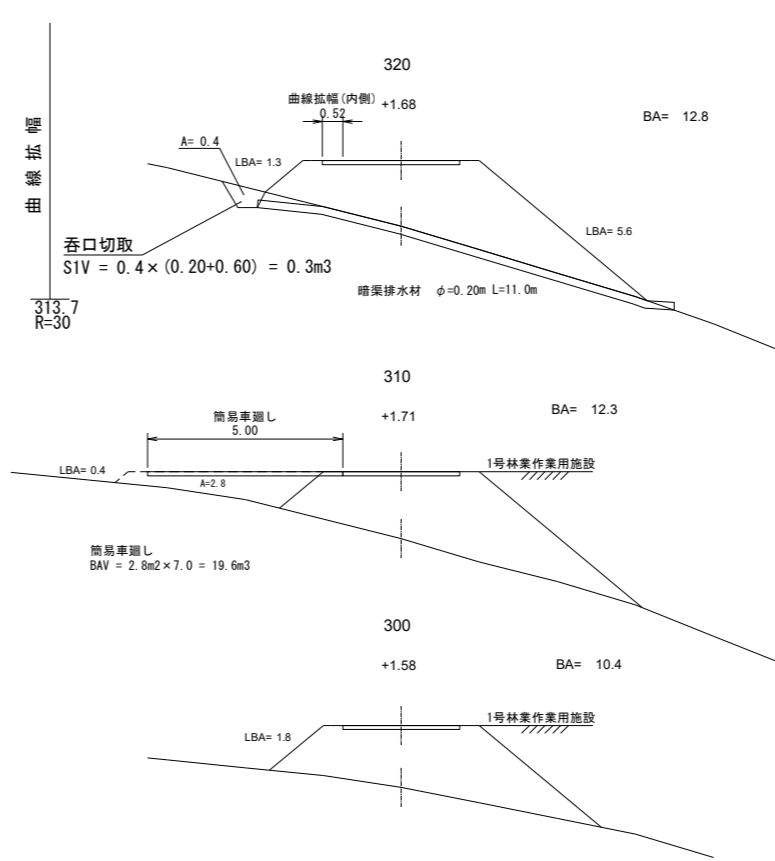 曲線拡幅
313.7
R=30
320
+1.68
BA= 12.8
曲線拡幅(内側)
0.52
A= 0.4
LBA= 1.3
LBA= 5.6
呑口切取
S1V = 0.4×(0.20+0.60) = 0.3m3
暗渠排水材 φ=0.20m L=11.0m
310
+1.71
BA= 12.3
簡易車廻し
5.00
1号林業作業用施設
LBA= 0.4
A=2.8
簡易車廻し
BAV = 2.8m2×7.0 = 19.6m3
300
+1.58
BA= 10.4
1号林業作業用施設
LBA= 1.8